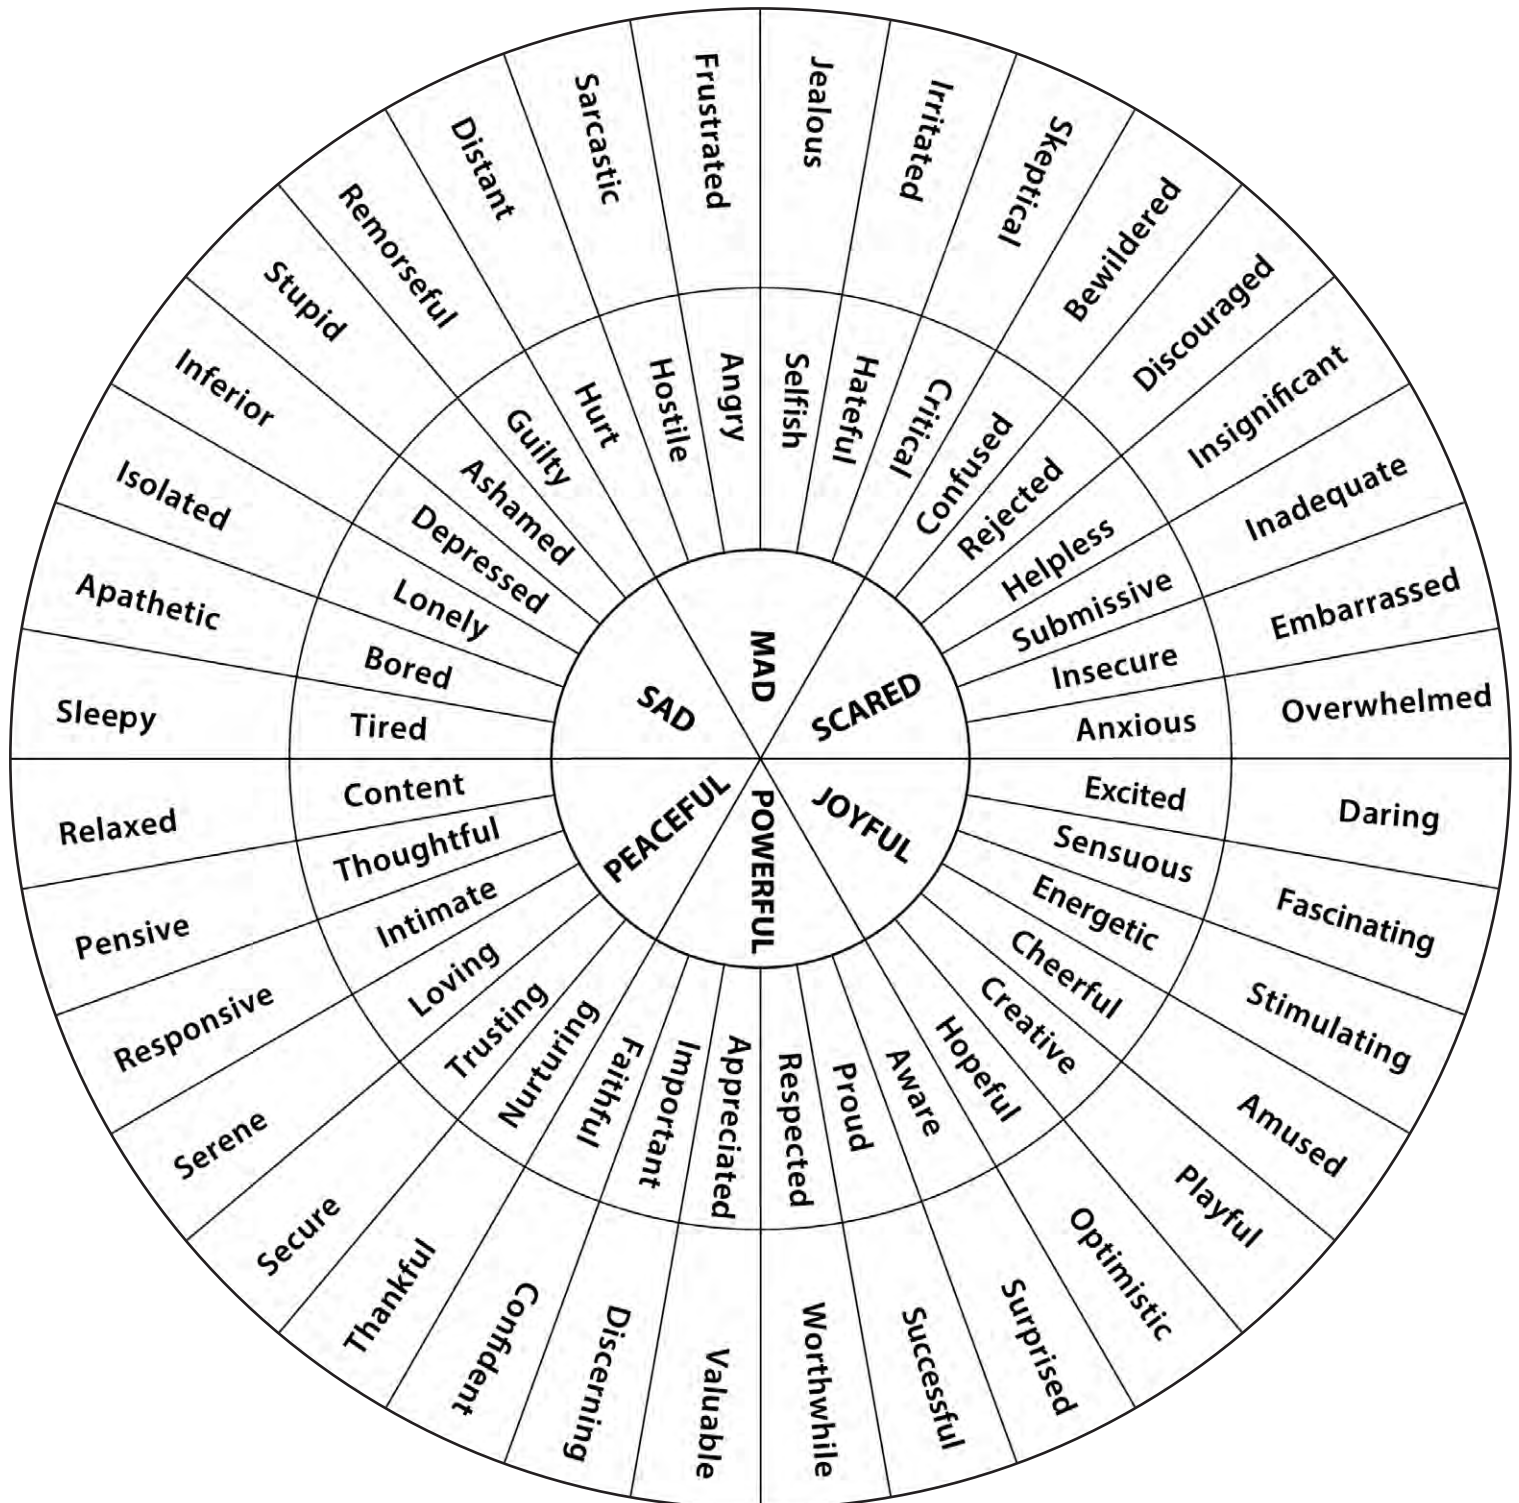 MAD
SCARED
JOYFUL
POWERFUL
PEACEFUL
SAD
Hurt
Hostile
Angry
Selfish
Hateful
Critical
Confused
Rejected
Helpless
Submissive
Insecure
Anxious
Excited
Sensuous
Energetic
Cheerful
Creative
Hopeful
Aware
Proud
Respected
Appreciated
Important
Faithful
Nurturing
Trusting
Loving
Intimate
Thoughtful
Content
Tired
Bored
Lonely
Depressed
Ashamed
Guilty
Distant
Sarcastic
Frustrated
Jealous
Irritated
Skeptical
Bewildered
Discouraged
Insignificant
Inadequate
Embarrassed
Overwhelmed
Daring
Fascinating
Stimulating
Amused
Playful
Optimistic
Surprised
Successful
Worthwhile
Valuable
Discerning
Confident
Thankful
Secure
Serene
Responsive
Pensive
Relaxed
Sleepy
Apathetic
Isolated
Inferior
Stupid
Remorseful